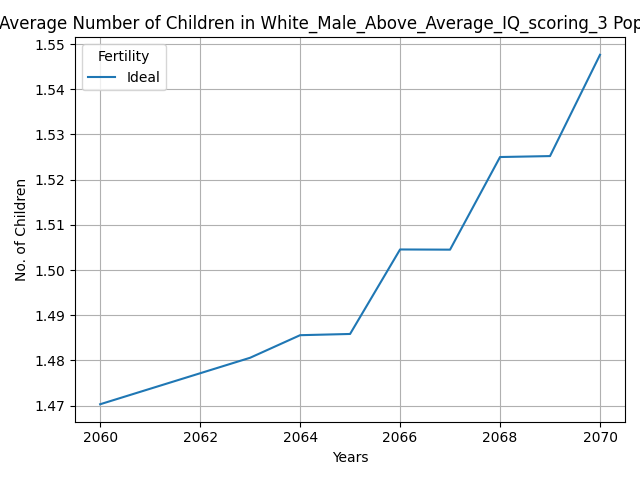 Average Number of Children in White_Male_Above_Average_IQ_scoring_3 Pop
1.55
1.54
1.53
1.52
1.51
1.50
1.49
1.48
1.47
No. of Children
Fertility
Ideal
2060 2062 2064 2066 2068 2070
Years